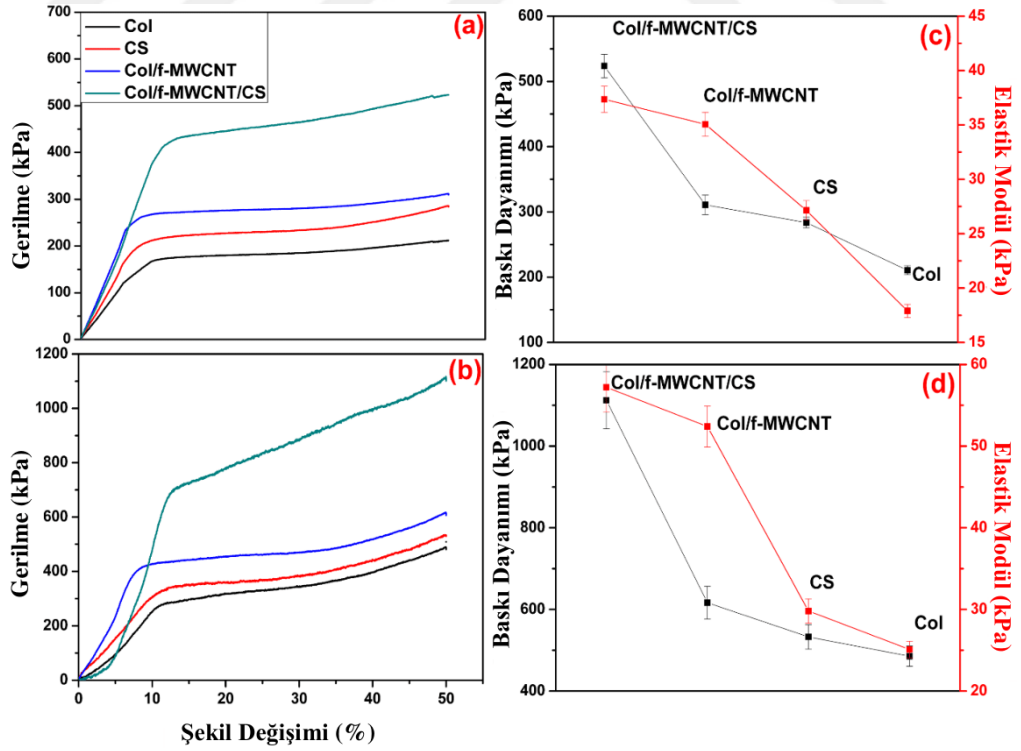 (a)
Col
CS
Col/f-MWCNT
Col/f-MWCNT/CS
700
600
500
400
300
200
100
0
Gerilme (kPa)
(b)
1200
1000
800
600
400
200
0
Gerilme (kPa)
0 10 20 30 40 50
Şekil Değişimi (%)
(c)
Col/f-MWCNT/CS
Col/f-MWCNT
CS
Col
600
500
400
300
200
100
Baskı Dayanımı (kPa)
45
40
35
30
25
20
15
Elastik Modül (kPa)
(d)
Col/f-MWCNT/CS
Col/f-MWCNT
CS
Col
1200
1000
800
600
400
Baskı Dayanımı (kPa)
60
50
40
30
20
Elastik Modül (kPa)